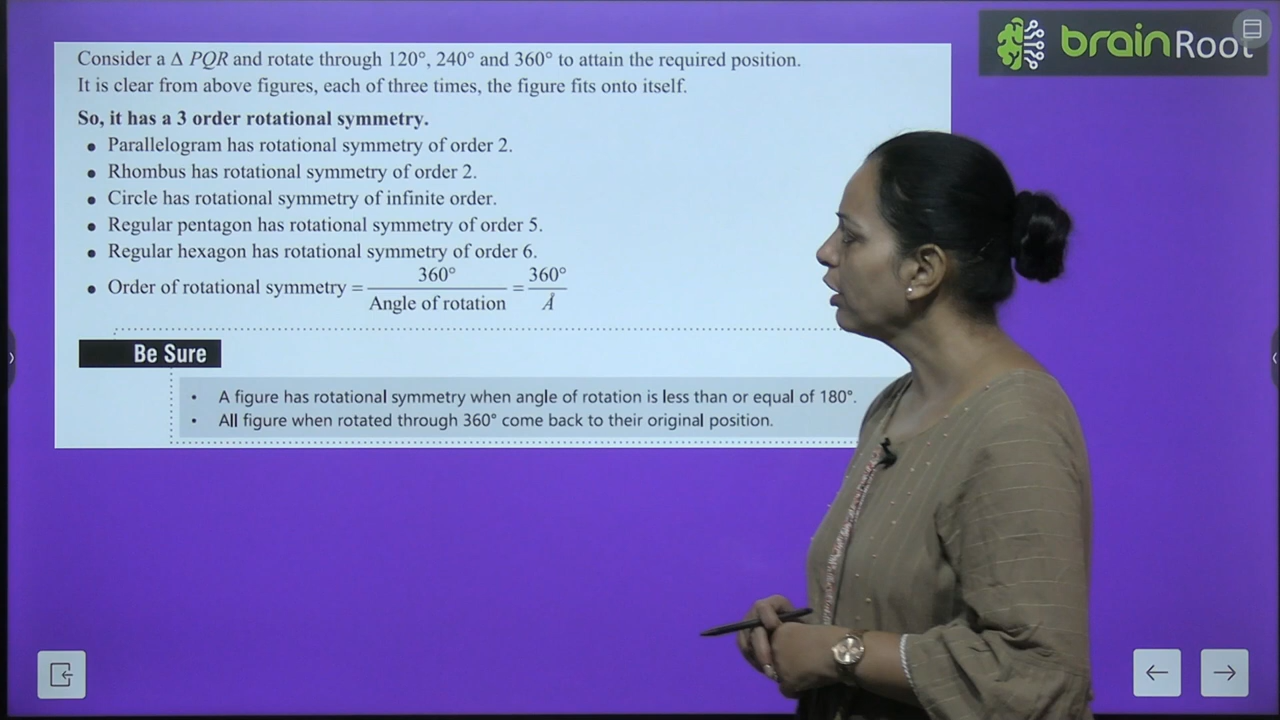 brainRoot
Consider a Δ PQR and rotate through 120°, 240° and 360° to attain the required position.
It is clear from above figures, each of three times, the figure fits onto itself.
So, it has a 3 order rotational symmetry.
• Parallelogram has rotational symmetry of order 2.
• Rhombus has rotational symmetry of order 2.
• Circle has rotational symmetry of infinite order.
• Regular pentagon has rotational symmetry of order 5.
• Regular hexagon has rotational symmetry of order 6.
• Order of rotational symmetry = 360° / Angle of rotation = 360° / Å
Be Sure
• A figure has rotational symmetry when angle of rotation is less than or equal of 180°.
• All figure when rotated through 360° come back to their original position.